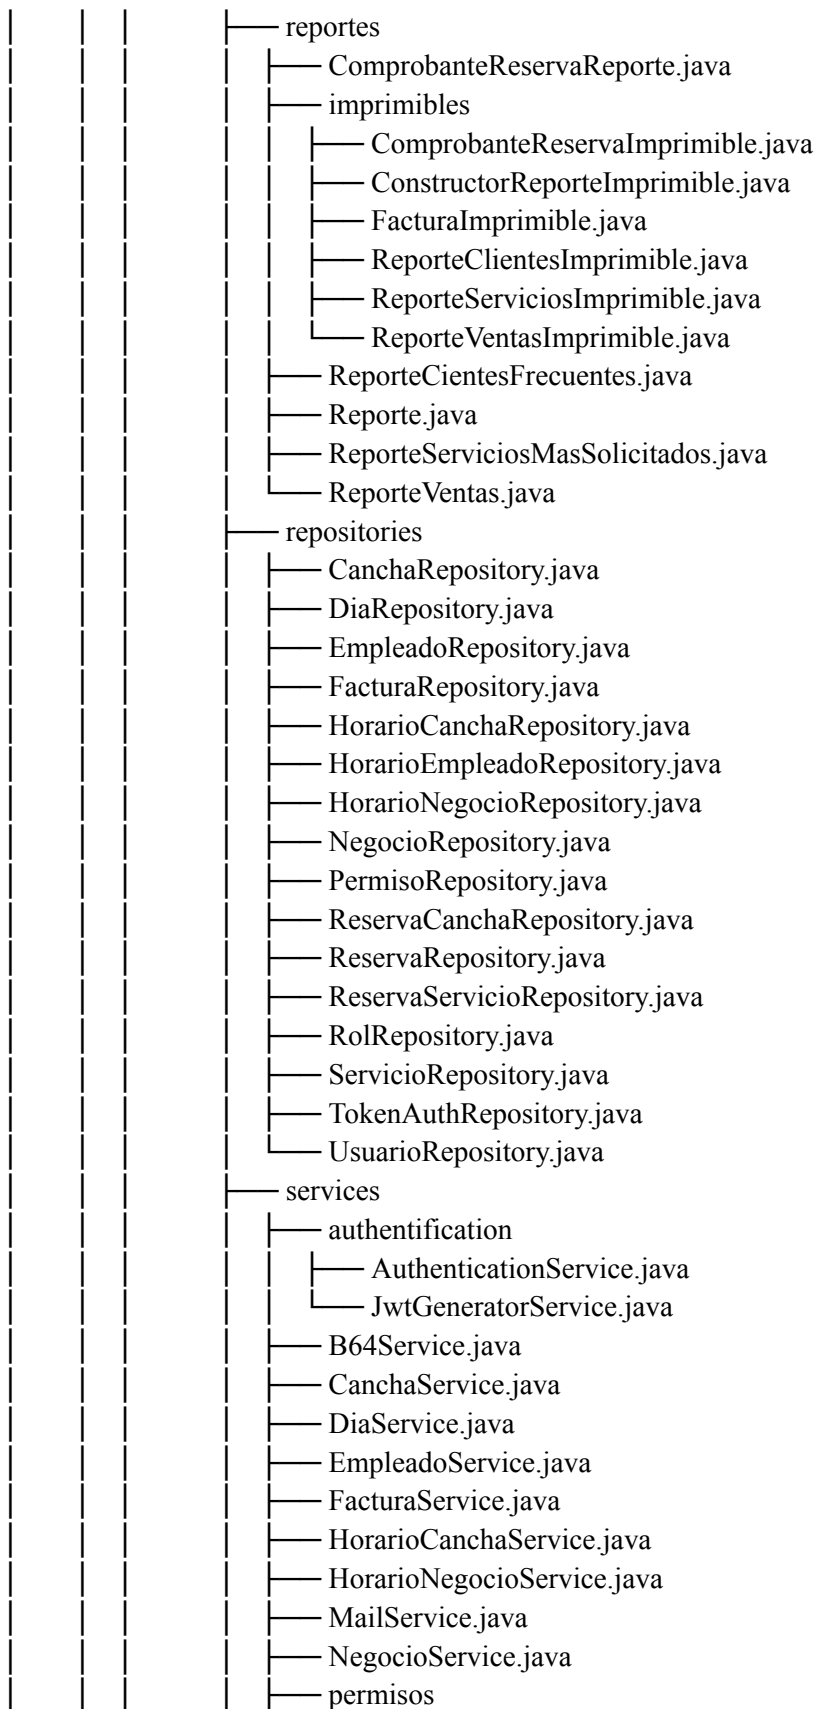 reportes
ComprobanteReservaReporte.java
imprimibles
ComprobanteReservaImprimible.java
ConstructorReporteImprimible.java
FacturaImprimible.java
ReporteClientesImprimible.java
ReporteServiciosImprimible.java
ReporteVentasImprimible.java
ReporteCientesFrecuentes.java
Reporte.java
ReporteServiciosMasSolicitados.java
ReporteVentas.java
repositories
CanchaRepository.java
DiaRepository.java
EmpleadoRepository.java
FacturaRepository.java
HorarioCanchaRepository.java
HorarioEmpleadoRepository.java
HorarioNegocioRepository.java
NegocioRepository.java
PermisoRepository.java
ReservaCanchaRepository.java
ReservaRepository.java
ReservaServicioRepository.java
RolRepository.java
ServicioRepository.java
TokenAuthRepository.java
UsuarioRepository.java
services
authentification
AuthenticationService.java
JwtGeneratorService.java
B64Service.java
CanchaService.java
DiaService.java
EmpleadoService.java
FacturaService.java
HorarioCanchaService.java
HorarioNegocioService.java
MailService.java
NegocioService.java
permisos